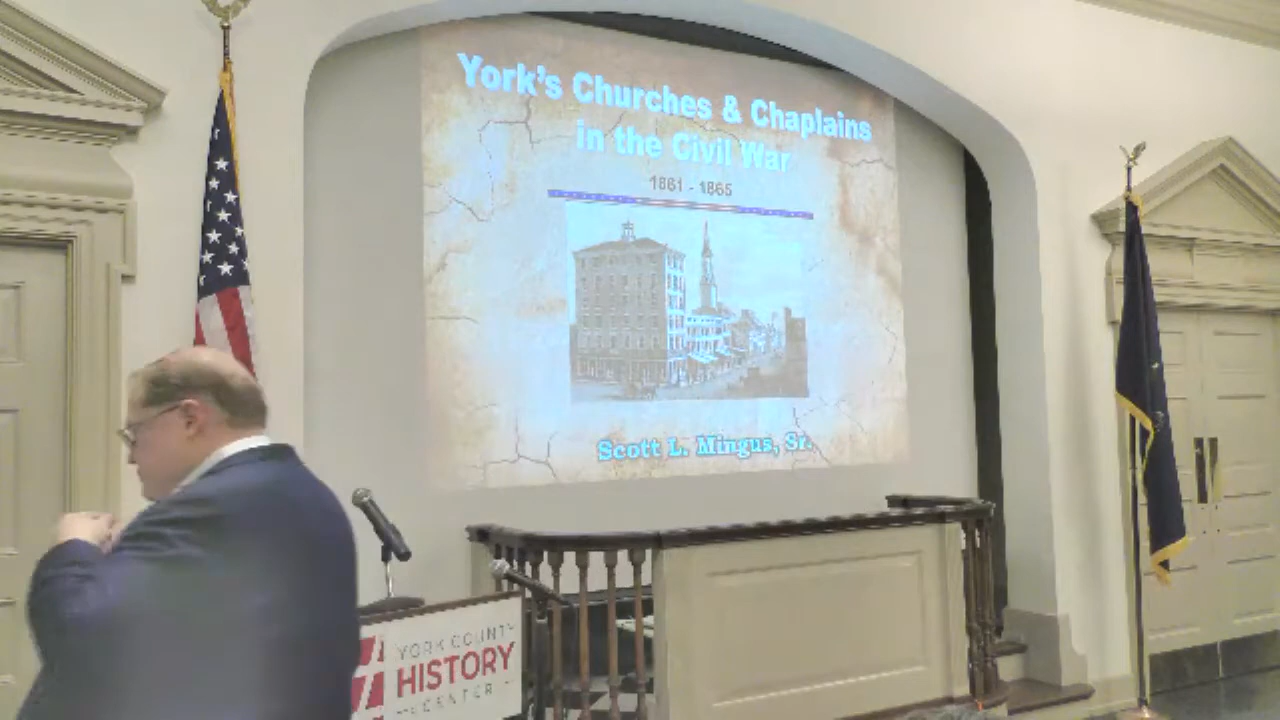 York's Churches & Chaplains
in the Civil War
1861 - 1865
Scott L. Mingus, Sr.
YORK COUNTY
HISTORY
CENTER